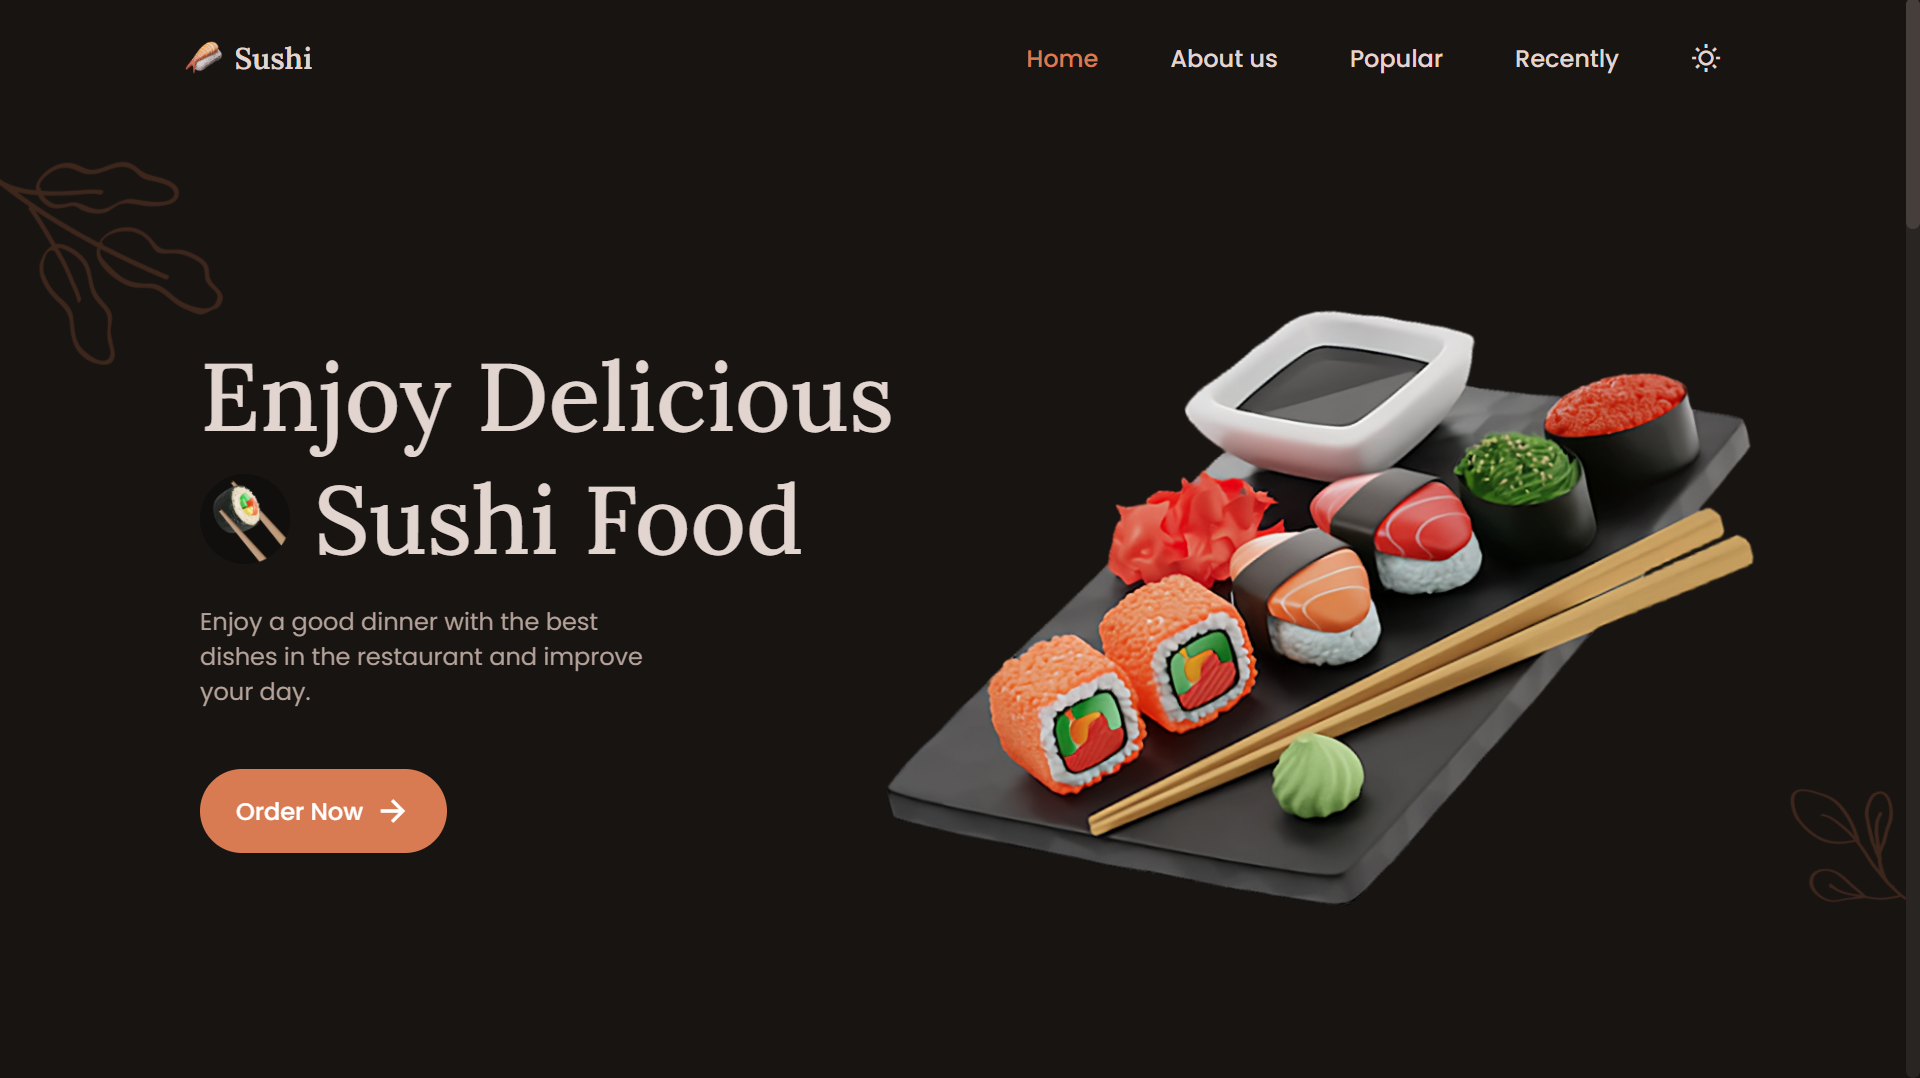 Sushi
Home
About us
Popular
Recently
Enjoy Delicious
Sushi Food
Enjoy a good dinner with the best
dishes in the restaurant and improve
your day.
Order Now